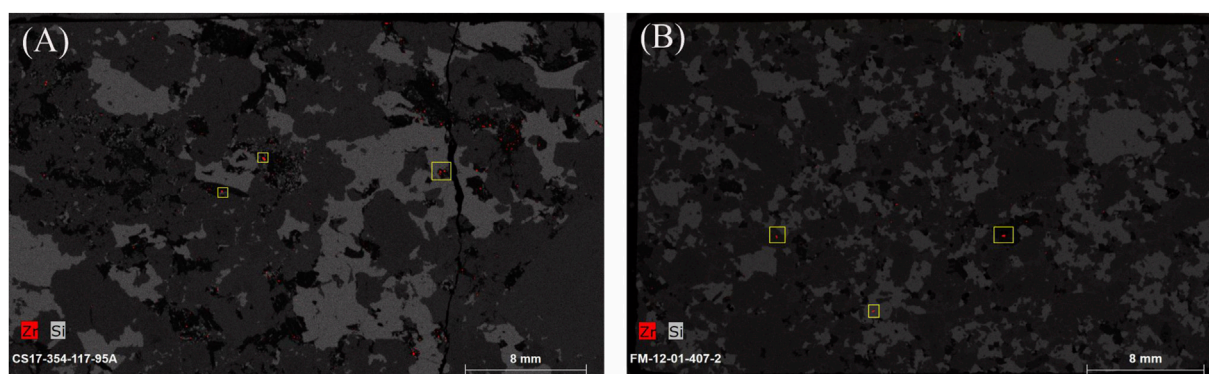 (A)
Zr Si
CS17-354-117-95A
8 mm
(B)
Zr Si
FM-12-01-407-2
8 mm